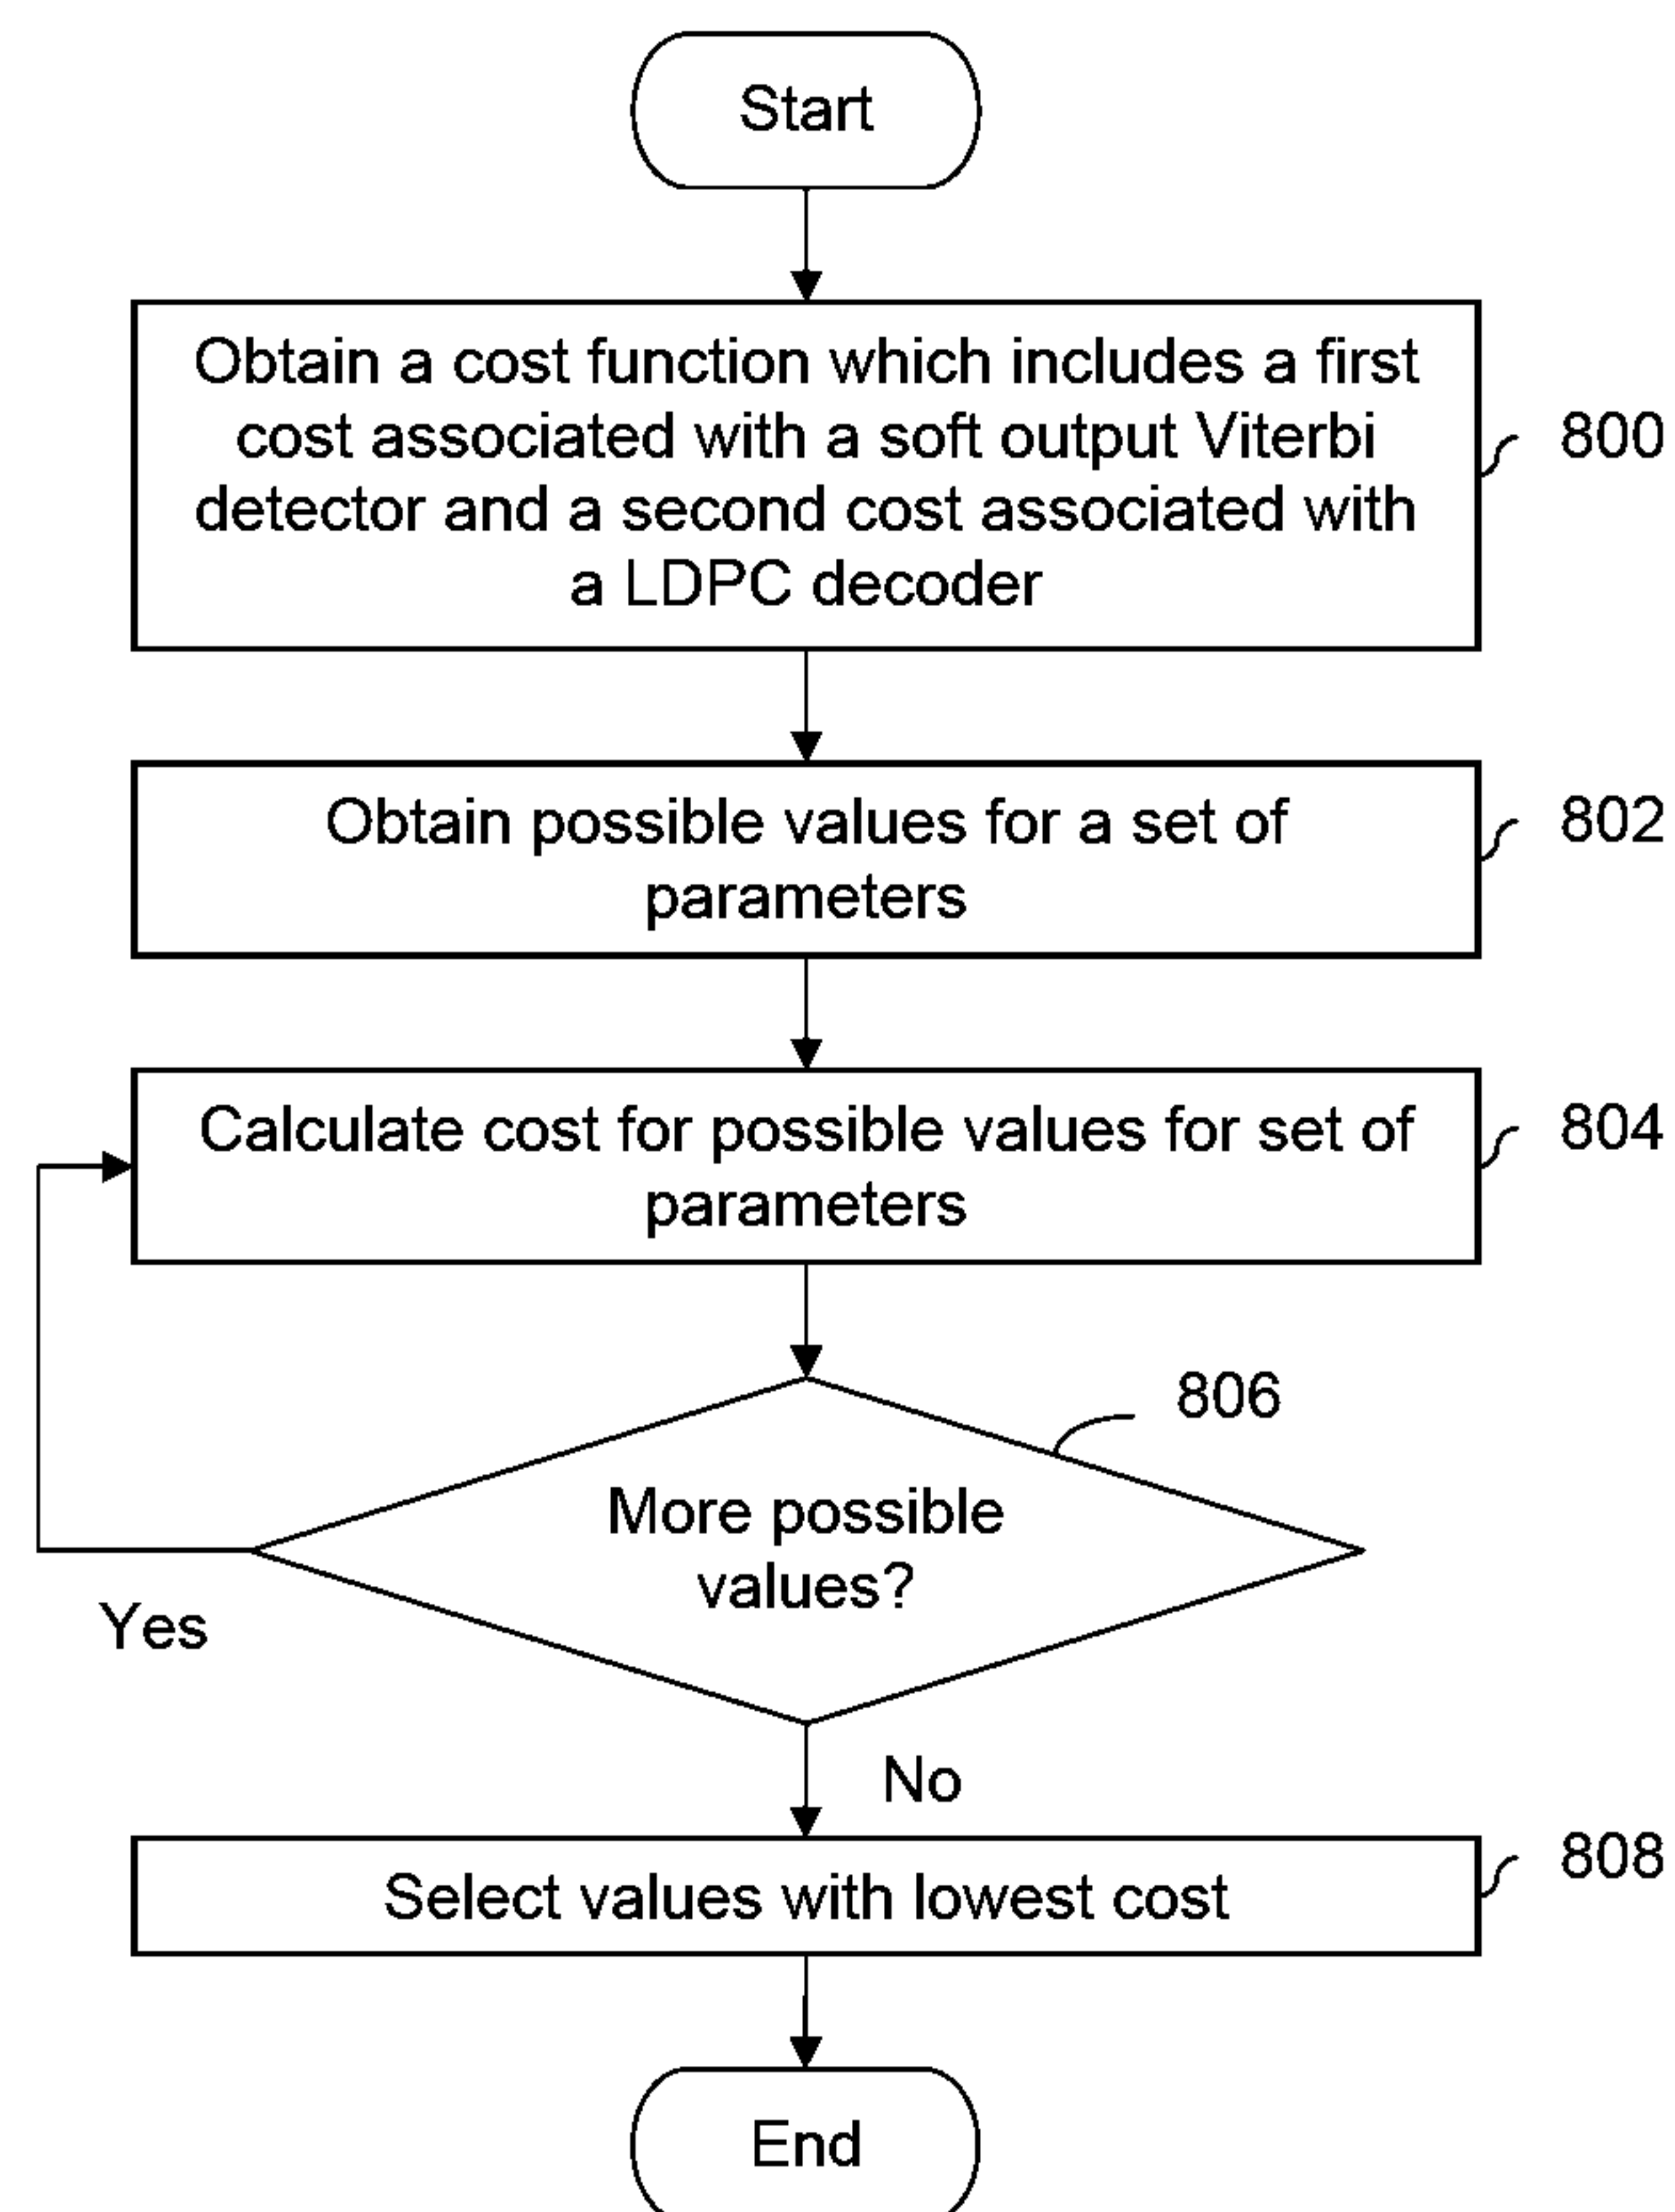 Start
Obtain a cost function which includes a first
cost associated with a soft output Viterbi
detector and a second cost associated with
a LDPC decoder
800
Obtain possible values for a set of
parameters
802
Calculate cost for possible values for set of
parameters
804
806
More possible
values?
Yes
No
Select values with lowest cost
808
End